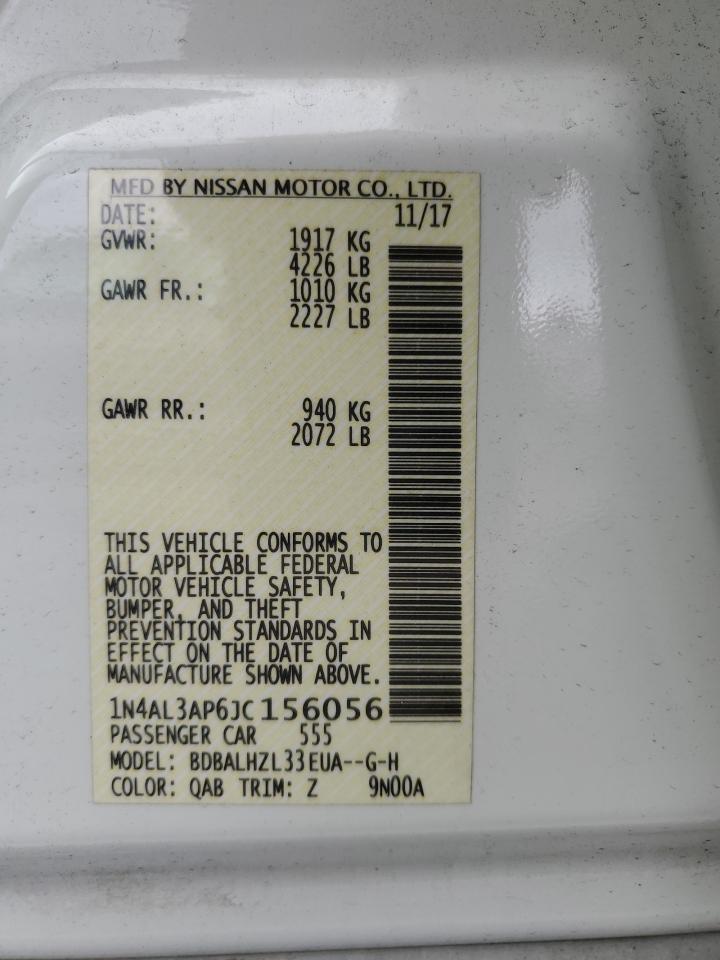 MFD BY NISSAN MOTOR CO., LTD.
DATE: 11/17
GVWR: 1917 KG
4226 LB
GAWR FR.: 1010 KG
2227 LB
GAWR RR.: 940 KG
2072 LB
THIS VEHICLE CONFORMS TO
ALL APPLICABLE FEDERAL
MOTOR VEHICLE SAFETY,
BUMPER, AND THEFT
PREVENTION STANDARDS IN
EFFECT ON THE DATE OF
MANUFACTURE SHOWN ABOVE.
1N4AL3AP6JC156056
PASSENGER CAR 555
MODEL: BDBALHZL33EUA--G-H
COLOR: QAB TRIM: Z 9N00A